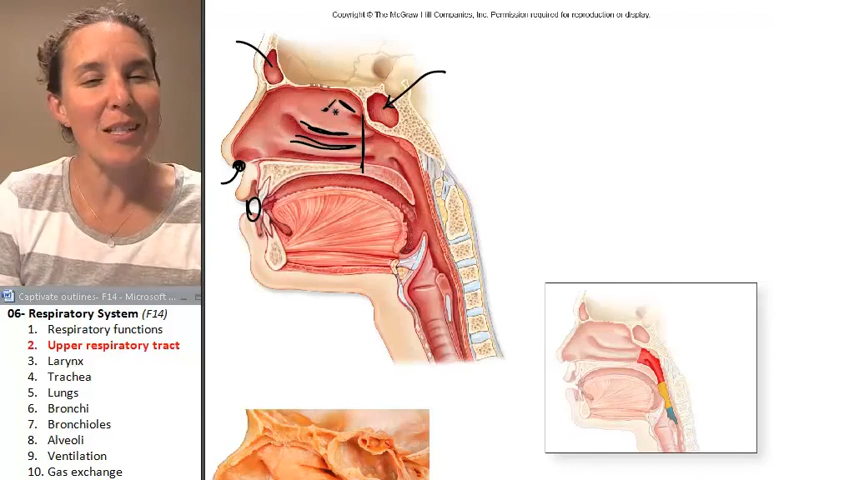 Copyright © The McGraw Hill Companies, Inc. Permission required for reproduction or display.
Captivate outlines- F14 - Microsoft ...
06- Respiratory System (F14)
1. Respiratory functions
2. Upper respiratory tract
3. Larynx
4. Trachea
5. Lungs
6. Bronchi
7. Bronchioles
8. Alveoli
9. Ventilation
10. Gas exchange